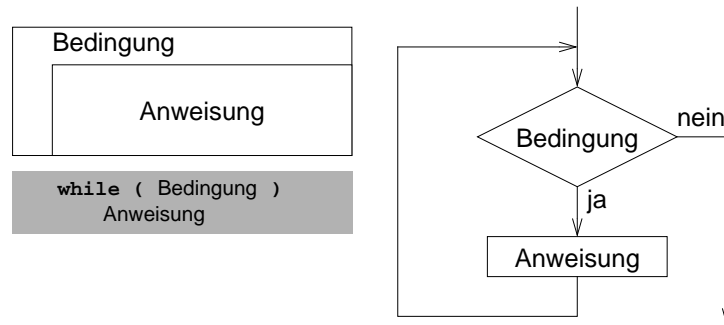 Bedingung
Anweisung
while ( Bedingung )
Anweisung
Bedingung
nein
ja
Anweisung